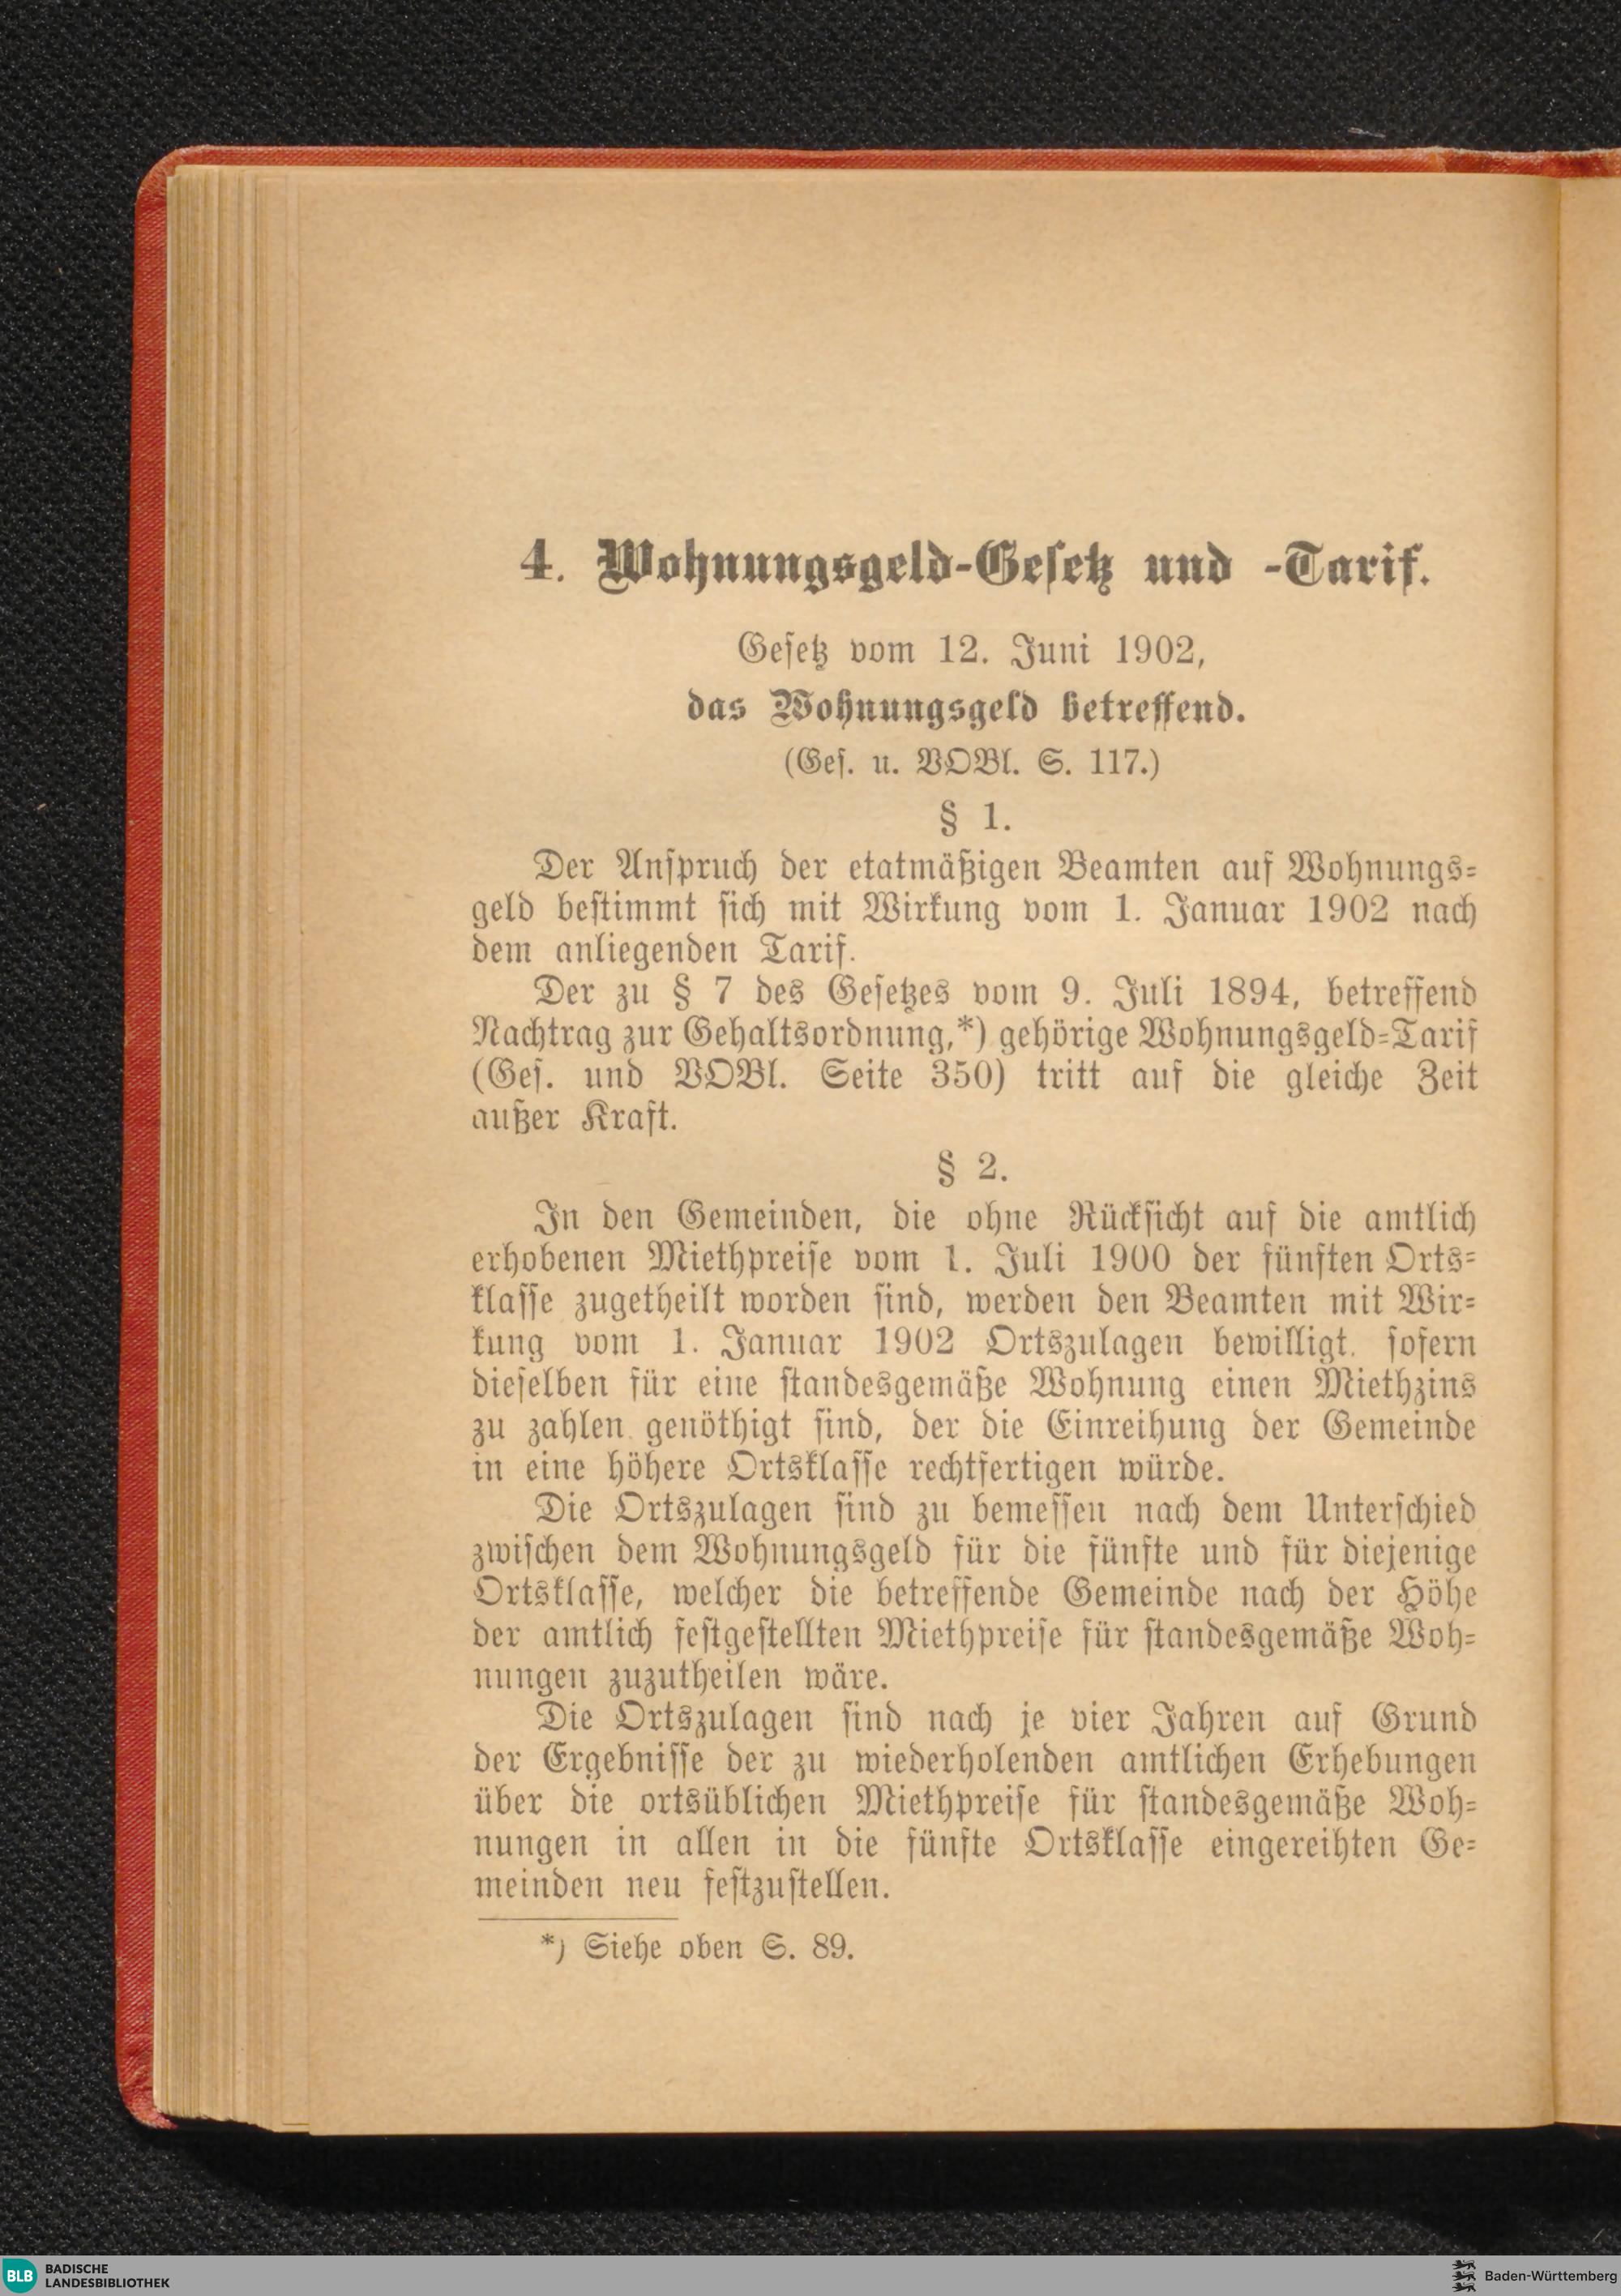 4. Wohnungsgeld-Gesetz und -Tarif.
Gesetz vom 12. Juni 1902,
das Wohnungsgeld betreffend.
(Ges. u. VOBl. S. 117.)
§ 1.
Der Anspruch der etatmäßigen Beamten auf Wohnungs-
geld bestimmt sich mit Wirkung vom 1. Januar 1902 nach
dem anliegenden Tarif.
Der zu § 7 des Gesetzes vom 9. Juli 1894, betreffend
Nachtrag zur Gehaltsordnung,*) gehörige Wohnungsgeld-Tarif
(Ges. und VOBl. Seite 350) tritt auf die gleiche Zeit
außer Kraft.
§ 2.
In den Gemeinden, die ohne Rücksicht auf die amtlich
erhobenen Miethpreise vom 1. Juli 1900 der fünften Orts-
klasse zugetheilt worden sind, werden den Beamten mit Wir-
kung vom 1. Januar 1902 Ortszulagen bewilligt. sofern
dieselben für eine standesgemäße Wohnung einen Miethzins
zu zahlen genöthigt sind, der die Einreihung der Gemeinde
in eine höhere Ortsklasse rechtfertigen würde.
Die Ortszulagen sind zu bemessen nach dem Unterschied
zwischen dem Wohnungsgeld für die fünfte und für diejenige
Ortsklasse, welcher die betreffende Gemeinde nach der Höhe
der amtlich festgestellten Miethpreise für standesgemäße Woh-
nungen zuzutheilen wäre.
Die Ortszulagen sind nach je vier Jahren auf Grund
der Ergebnisse der zu wiederholenden amtlichen Erhebungen
über die ortsüblichen Miethpreise für standesgemäße Woh-
nungen in allen in die fünfte Ortsklasse eingereihten Ge-
meinden neu festzustellen.
*) Siehe oben S. 89.
BLB BADISCHE
LANDESBIBLIOTHEK
Baden-Württemberg